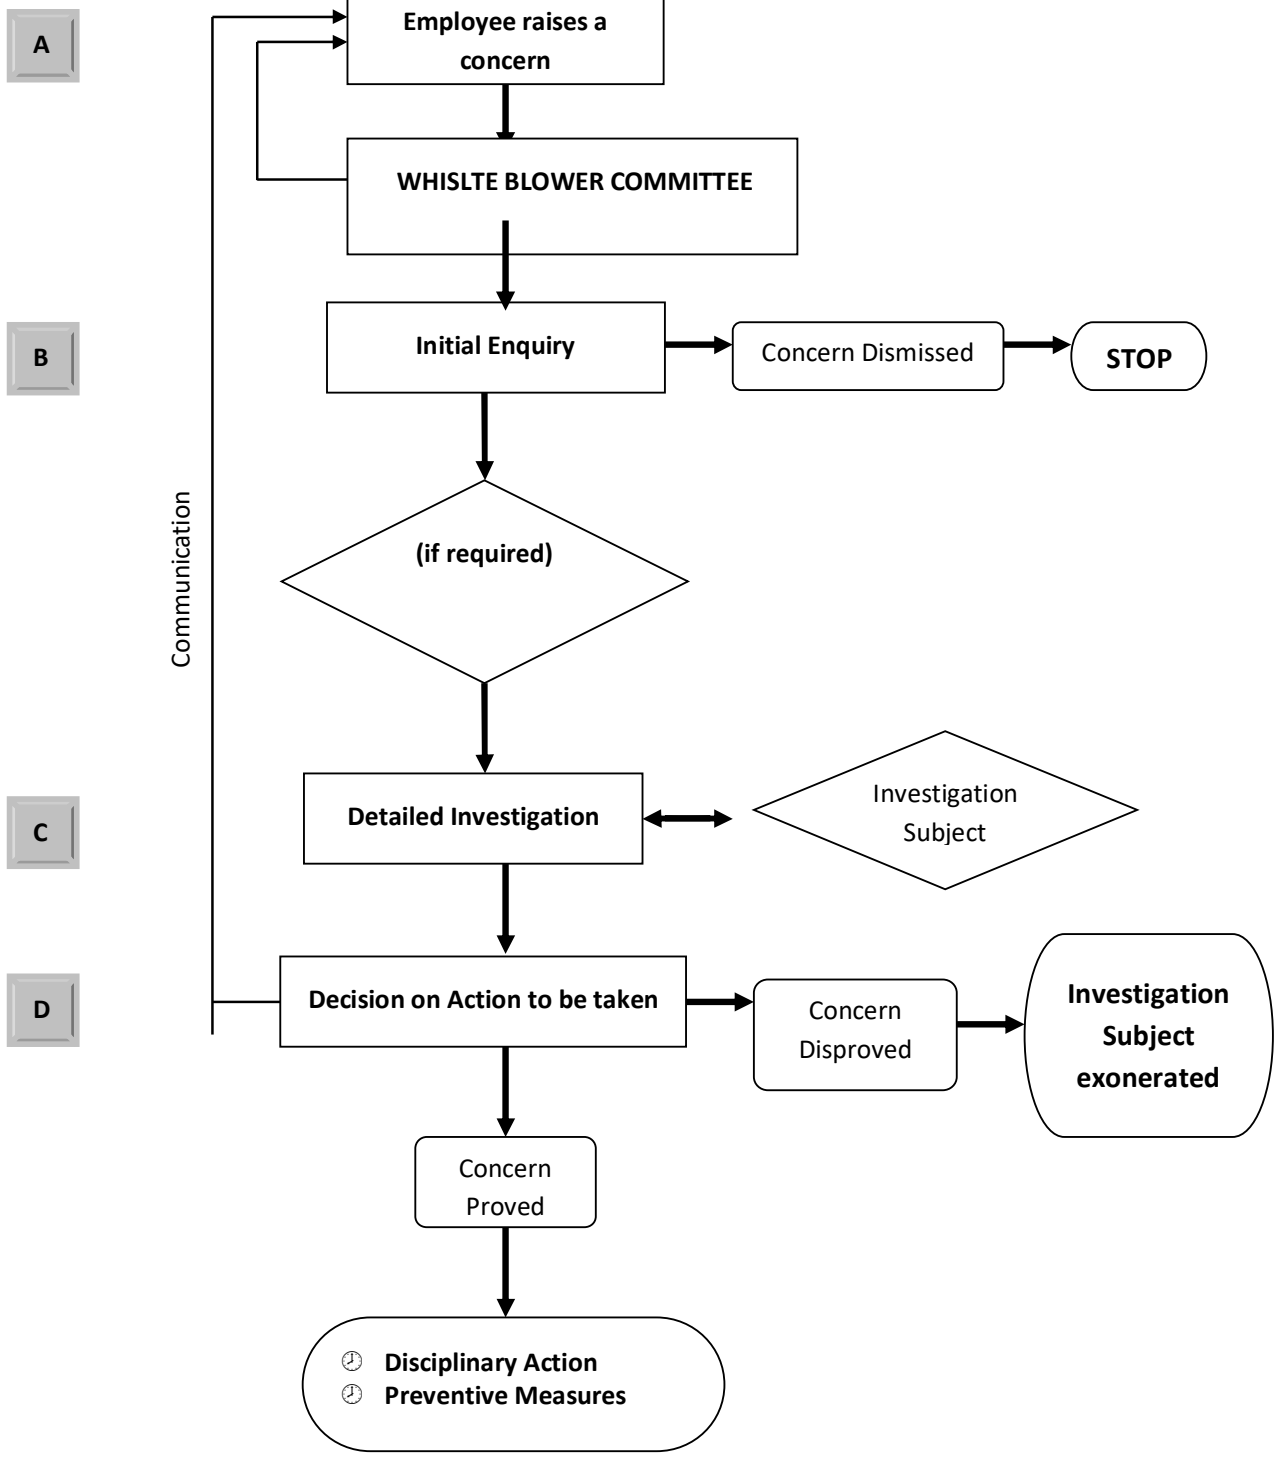 A
Employee raises a
concern
WHISLTE BLOWER COMMITTEE
B
Initial Enquiry
Concern Dismissed
STOP
Communication
(if required)
C
Detailed Investigation
Investigation
Subject
D
Decision on Action to be taken
Concern
Disproved
Investigation
Subject
exonerated
Concern
Proved
Disciplinary Action
Preventive Measures